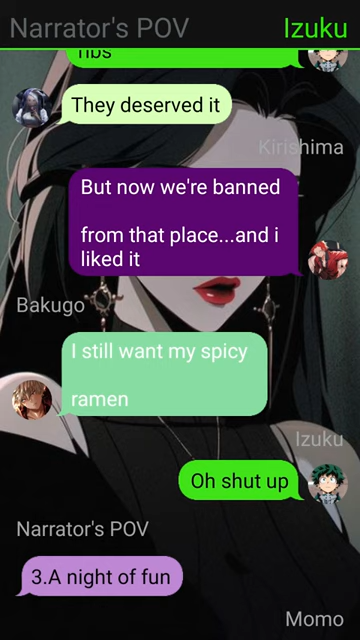 Narrator's POV Izuku
ribs
They deserved it
Kirishima
But now we're banned
from that place...and i
liked it
Bakugo
I still want my spicy
ramen
Izuku
Oh shut up
Narrator's POV
3.A night of fun
Momo